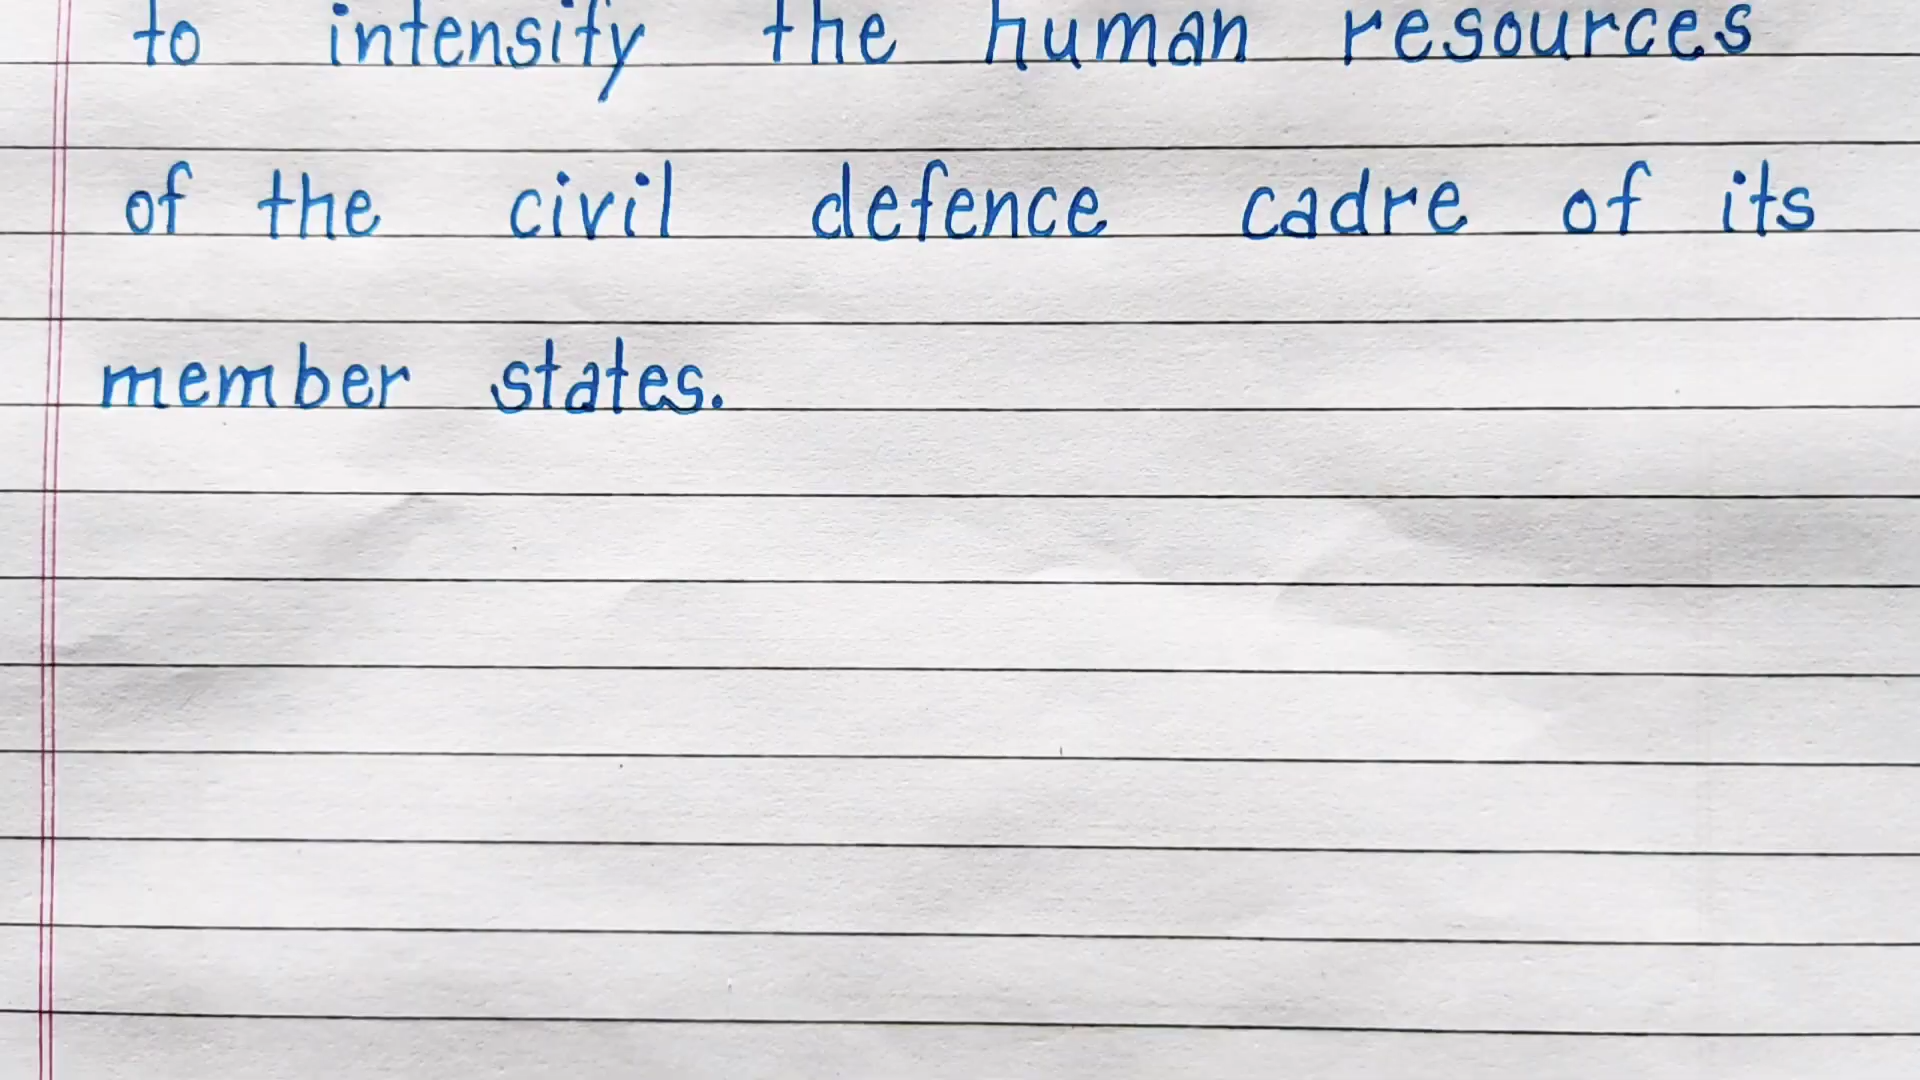 to intensify the human resources
of the civil defence cadre of its
member states.